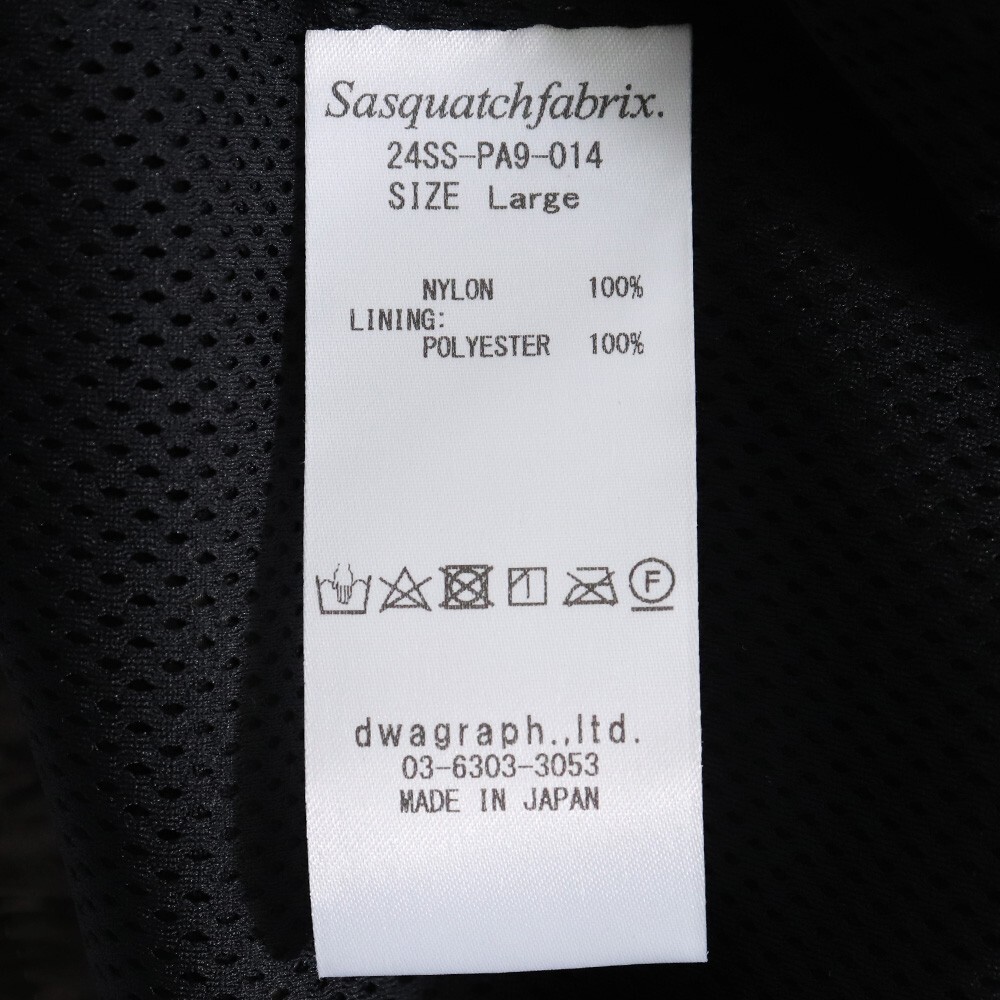 Sasquatchfabrix.
24SS-PA9-014
SIZE Large
NYLON 100%
LINING:
POLYESTER 100%
F
dwagraph.,ltd.
03-6303-3053
MADE IN JAPAN